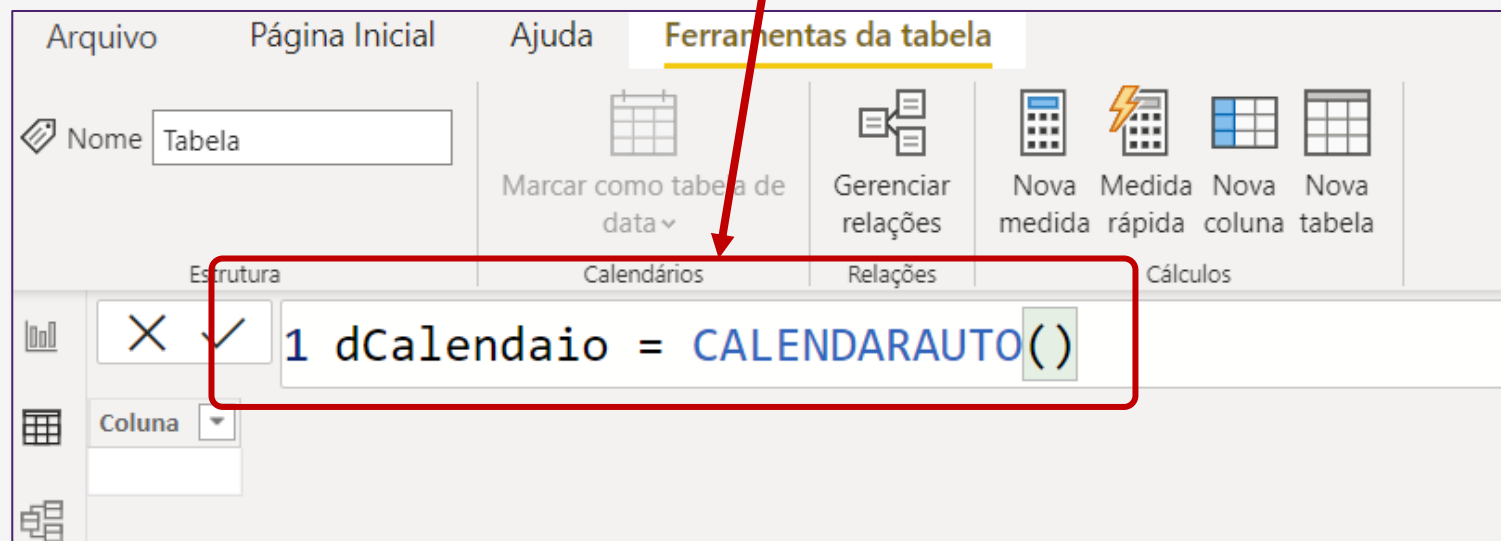 Arquivo Página Inicial Ajuda Ferramentas da tabela
Nome Tabela
Marcar como tabela de data
Gerenciar relações
Nova medida
Medida rápida
Nova coluna
Nova tabela
Estrutura Calendários Relações Cálculos
1 dCalendaio = CALENDARAUTO()
Coluna